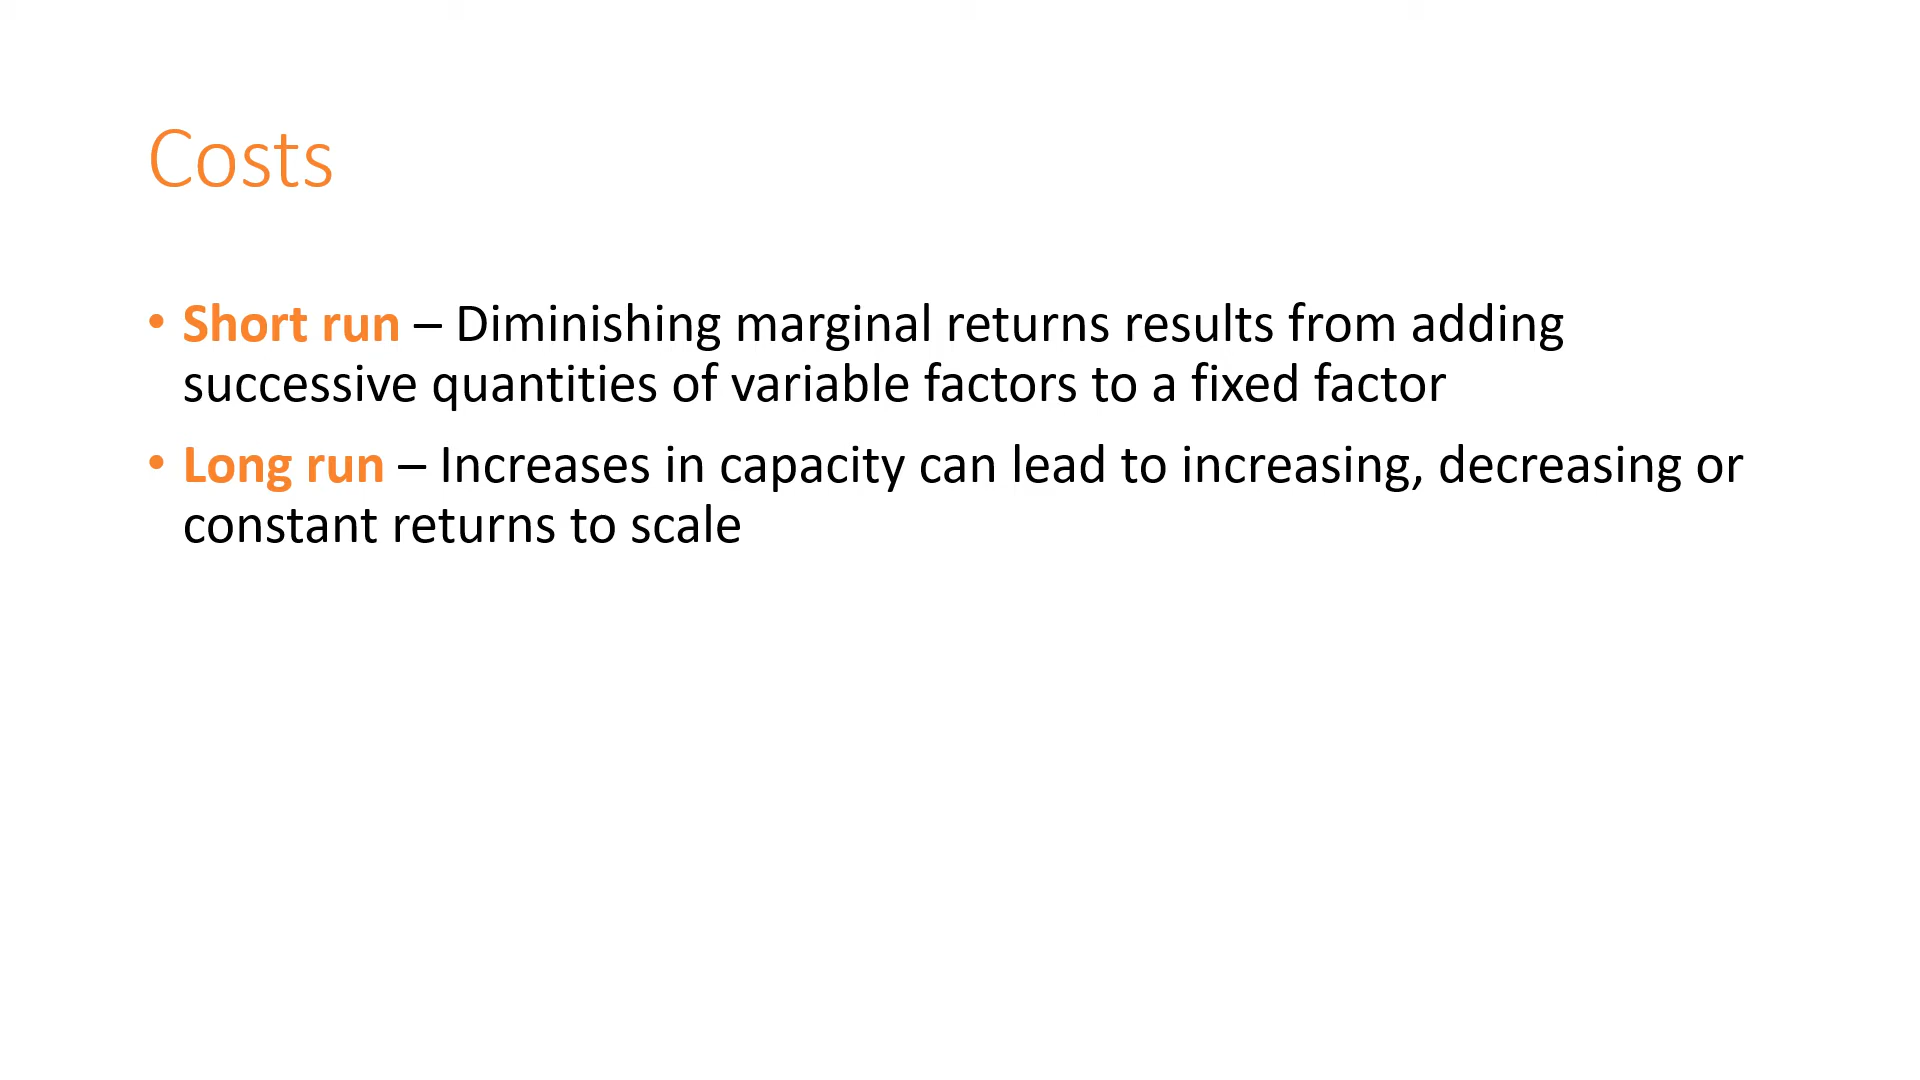 Costs
• Short run – Diminishing marginal returns results from adding
successive quantities of variable factors to a fixed factor
• Long run – Increases in capacity can lead to increasing, decreasing or
constant returns to scale